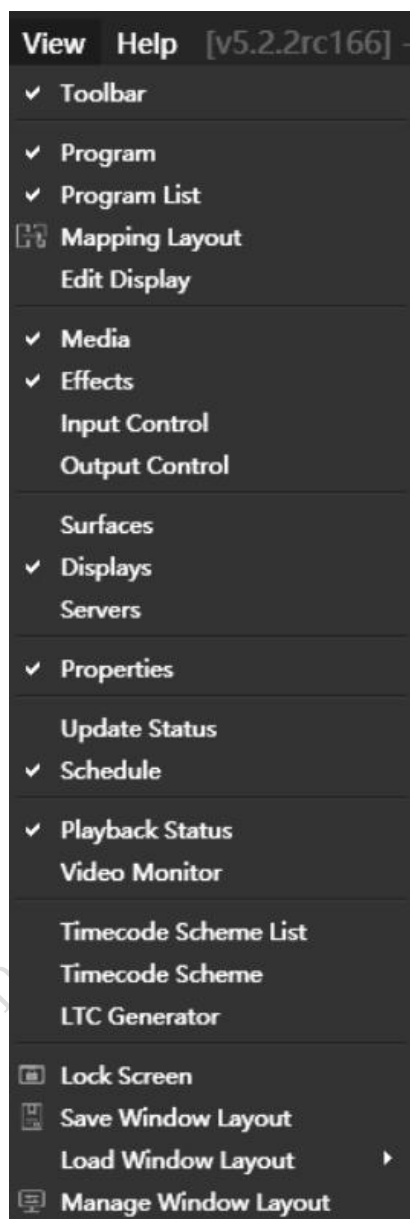 View Help [v5.2.2rc166] -
Toolbar
Program
Program List
Mapping Layout
Edit Display
Media
Effects
Input Control
Output Control
Surfaces
Displays
Servers
Properties
Update Status
Schedule
Playback Status
Video Monitor
Timecode Scheme List
Timecode Scheme
LTC Generator
Lock Screen
Save Window Layout
Load Window Layout
Manage Window Layout